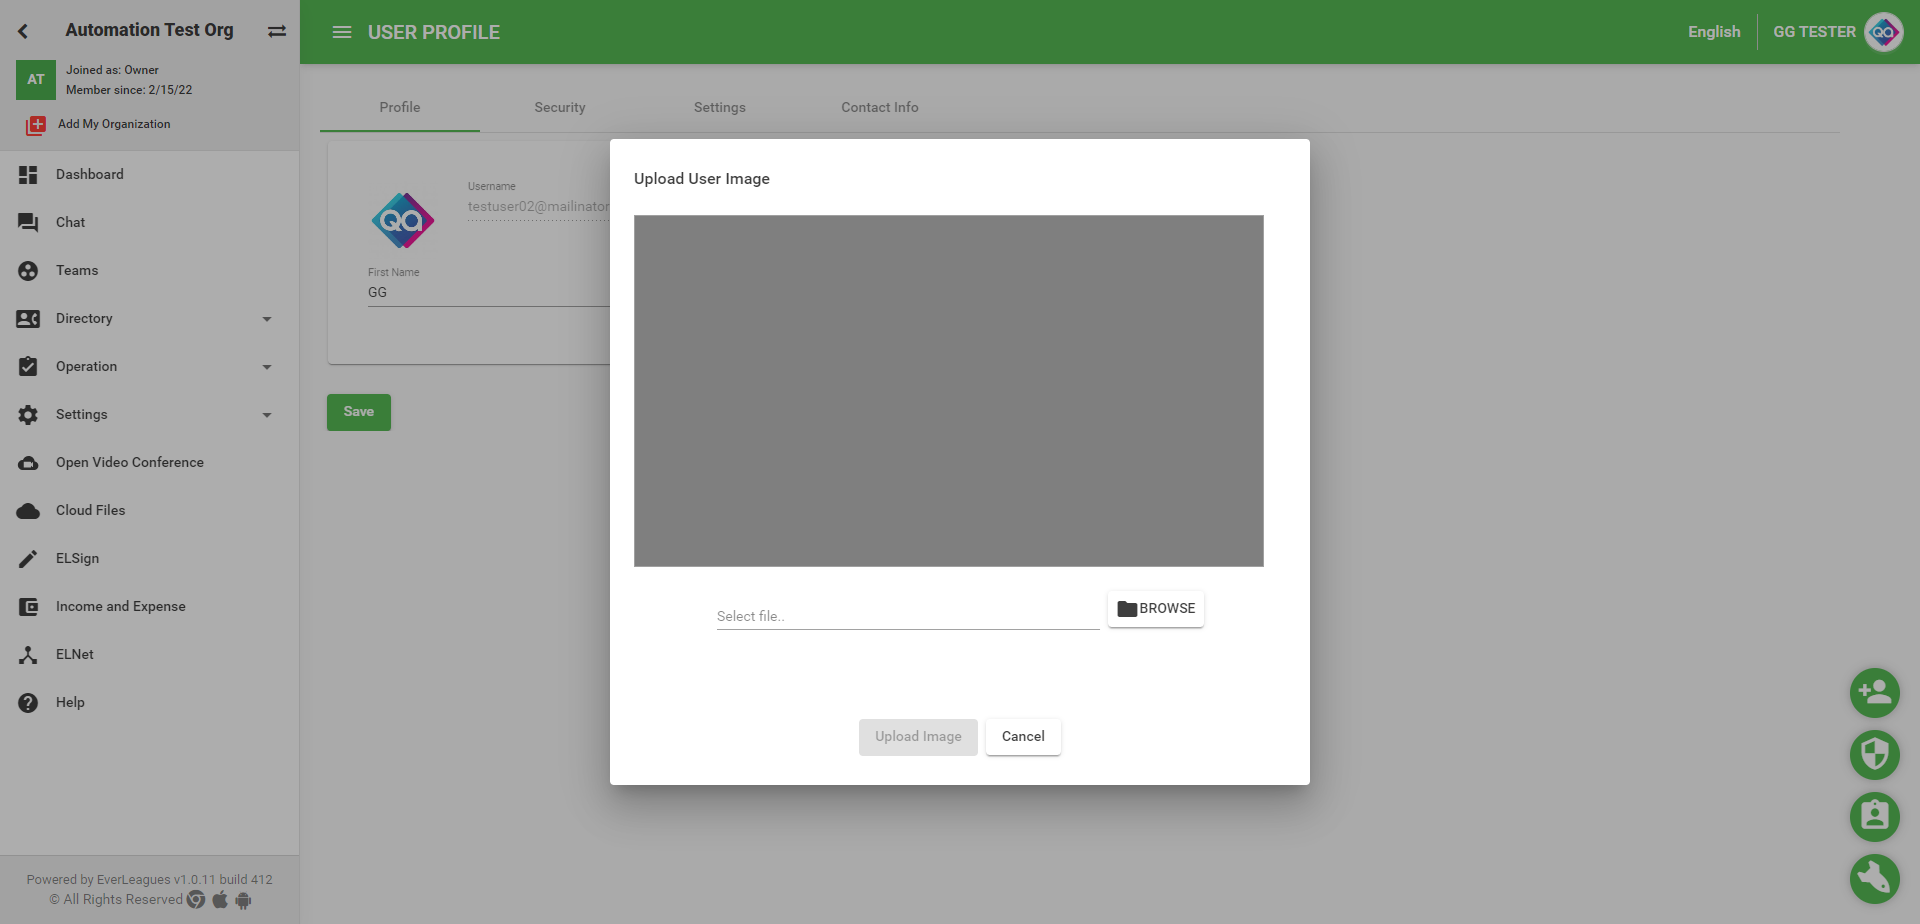 Automation Test Org
AT
Joined as: Owner
Member since: 2/15/22
Add My Organization
Dashboard
Chat
Teams
Directory
Operation
Settings
Open Video Conference
Cloud Files
ELSign
Income and Expense
ELNet
Help
Powered by EverLeagues v1.0.11 build 412
© All Rights Reserved
USER PROFILE
English
GG TESTER
QA
Profile
Security
Settings
Contact Info
QA
Username
testuser02@mailinator
First Name
GG
Save
Upload User Image
Select file..
BROWSE
Upload Image
Cancel